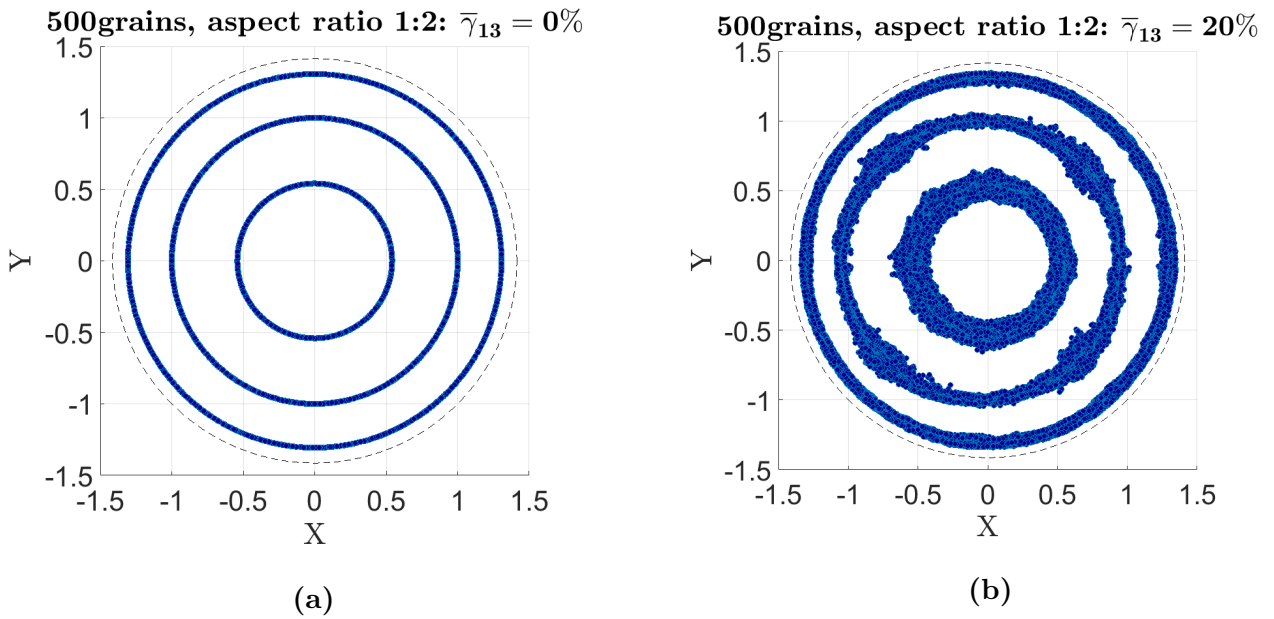 500grains, aspect ratio 1:2: γ̅₁₃ = 0%
1.5
1
0.5
0
-0.5
-1
-1.5
-1.5 -1 -0.5 0 0.5 1 1.5
X
Y
(a)
500grains, aspect ratio 1:2: γ̅₁₃ = 20%
1.5
1
0.5
0
-0.5
-1
-1.5
-1.5 -1 -0.5 0 0.5 1 1.5
X
Y
(b)